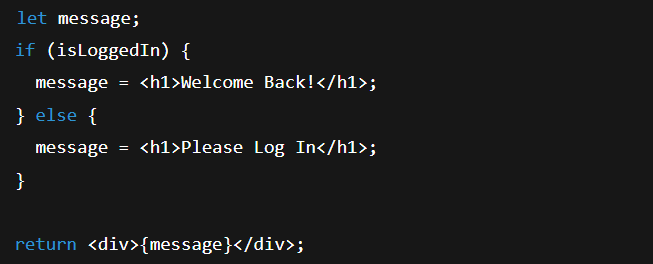 let message;
if (isLoggedIn) {
  message = <h1>Welcome Back!</h1>;
} else {
  message = <h1>Please Log In</h1>;
}

return <div>{message}</div>;